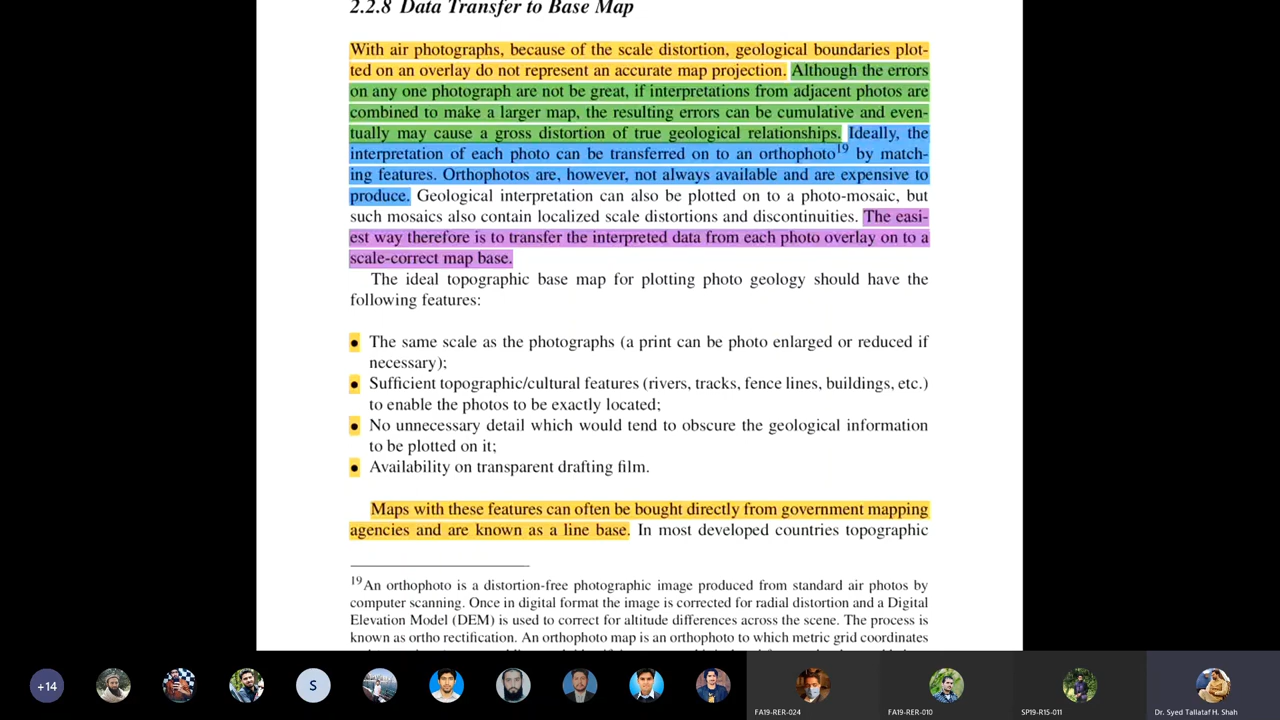 2.2.8 Data Transfer to Base Map
With air photographs, because of the scale distortion, geological boundaries plot-
ted on an overlay do not represent an accurate map projection. Although the errors
on any one photograph are not be great, if interpretations from adjacent photos are
combined to make a larger map, the resulting errors can be cumulative and even-
tually may cause a gross distortion of true geological relationships. Ideally, the
interpretation of each photo can be transferred on to an orthophoto19 by match-
ing features. Orthophotos are, however, not always available and are expensive to
produce. Geological interpretation can also be plotted on to a photo-mosaic, but
such mosaics also contain localized scale distortions and discontinuities. The easi-
est way therefore is to transfer the interpreted data from each photo overlay on to a
scale-correct map base.
The ideal topographic base map for plotting photo geology should have the
following features:
● The same scale as the photographs (a print can be photo enlarged or reduced if
necessary);
● Sufficient topographic/cultural features (rivers, tracks, fence lines, buildings, etc.)
to enable the photos to be exactly located;
● No unnecessary detail which would tend to obscure the geological information
to be plotted on it;
● Availability on transparent drafting film.
Maps with these features can often be bought directly from government mapping
agencies and are known as a line base. In most developed countries topographic
19An orthophoto is a distortion-free photographic image produced from standard air photos by
computer scanning. Once in digital format the image is corrected for radial distortion and a Digital
Elevation Model (DEM) is used to correct for altitude differences across the scene. The process is
known as ortho rectification. An orthophoto map is an orthophoto to which metric grid coordinates
+14
S
FA19-RER-024
FA19-RER-010
SP19-R15-011
Dr. Syed Tallataf H. Shah